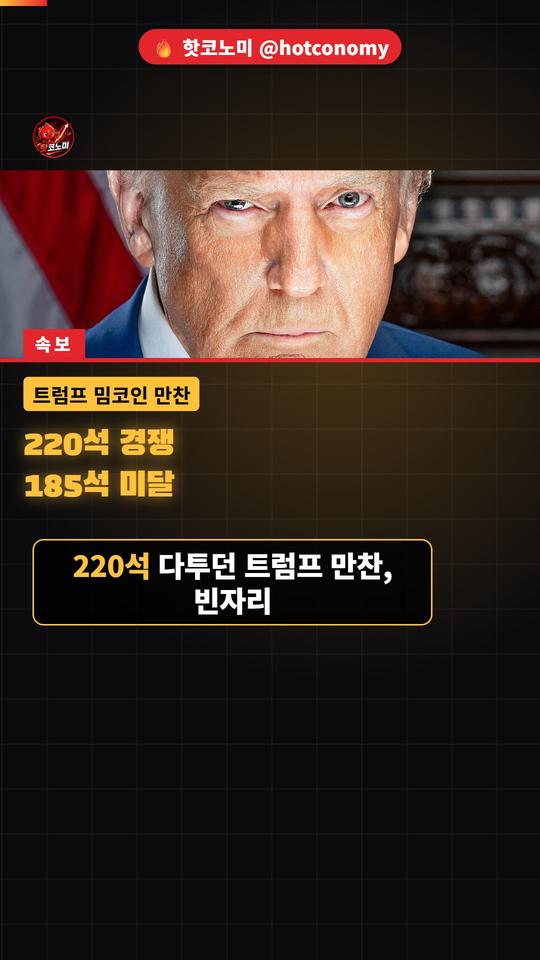 핫코노미 @hotconomy
핫코노미
속보
트럼프 밈코인 만찬
220석 경쟁
185석 미달
220석 다투던 트럼프 만찬,
빈자리